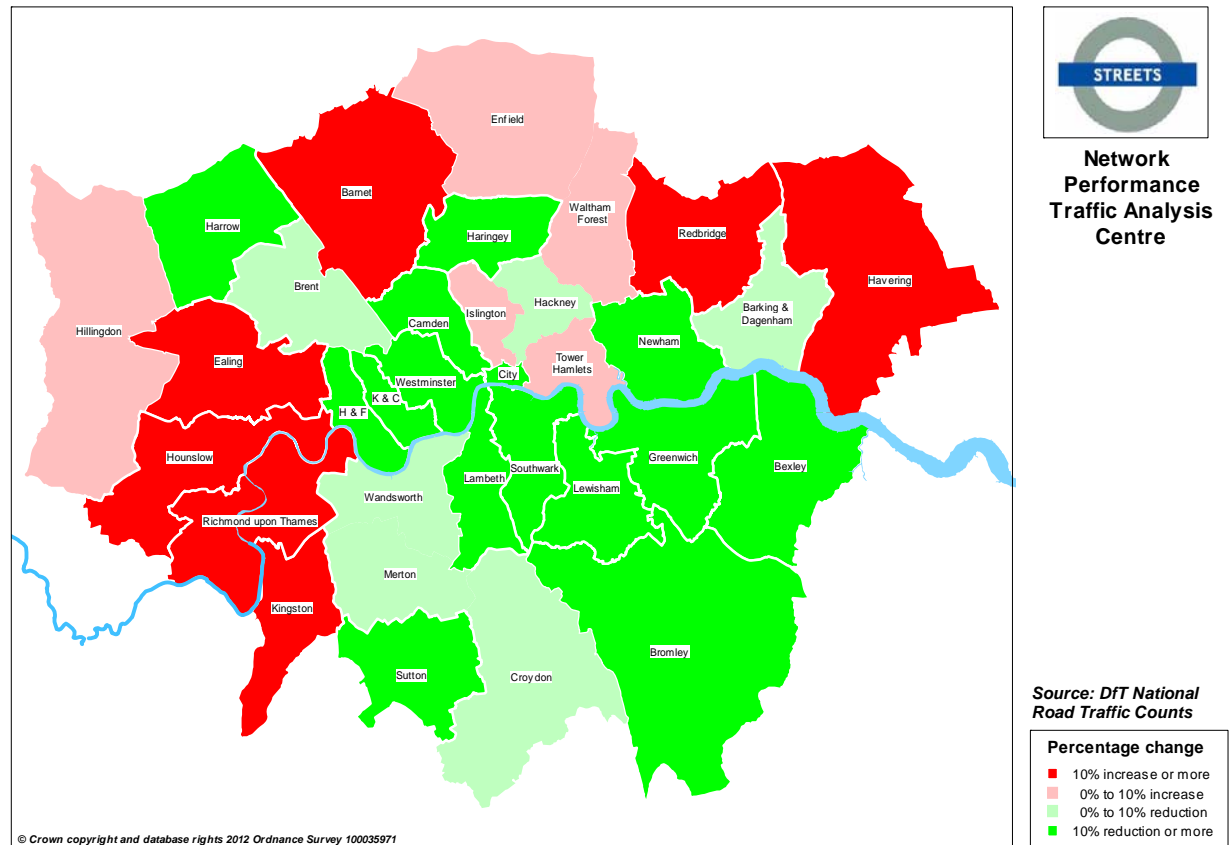 STREETS
Network
Performance
Traffic Analysis
Centre
Enfield
Barnet
Waltham
Forest
Harrow
Haringey
Redbridge
Havering
Brent
Hackney
Barking &
Dagenham
Islington
Camden
Hillingdon
Newham
Ealing
Tower
Hamlets
City
Westminster
K & C
H & F
Hounslow
Greenwich
Bexley
Southwark
Lambeth
Lewisham
Wandsworth
Richmond upon Thames
Merton
Kingston
Bromley
Sutton
Croydon
Source: DfT National
Road Traffic Counts
Percentage change
10% increase or more
0% to 10% increase
0% to 10% reduction
10% reduction or more
© Crown copyright and database rights 2012 Ordnance Survey 100035971